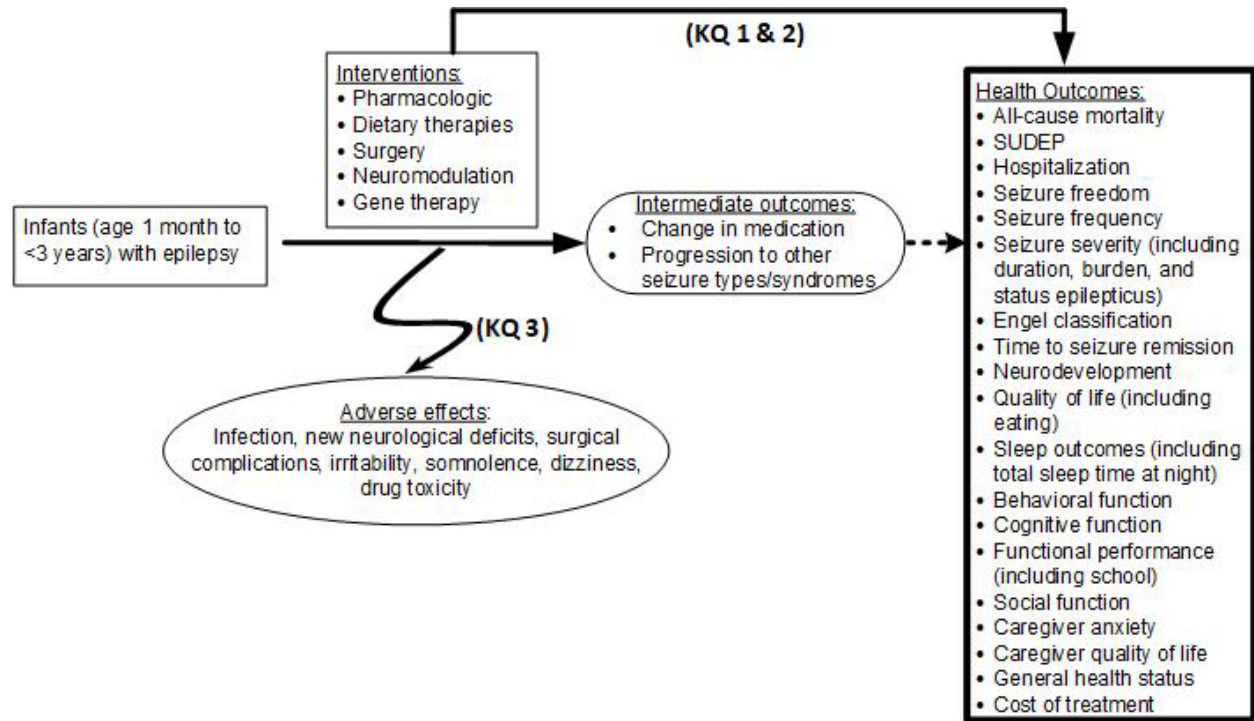 (KQ 1 & 2)
Interventions:
• Pharmacologic
• Dietary therapies
• Surgery
• Neuromodulation
• Gene therapy
Infants (age 1 month to
<3 years) with epilepsy
Intermediate outcomes:
• Change in medication
• Progression to other
seizure types/syndromes
(KQ 3)
Adverse effects:
Infection, new neurological deficits, surgical
complications, irritability, somnolence, dizziness,
drug toxicity
Health Outcomes:
• All-cause mortality
• SUDEP
• Hospitalization
• Seizure freedom
• Seizure frequency
• Seizure severity (including
duration, burden, and
status epilepticus)
• Engel classification
• Time to seizure remission
• Neurodevelopment
• Quality of life (including
eating)
• Sleep outcomes (including
total sleep time at night)
• Behavioral function
• Cognitive function
• Functional performance
(including school)
• Social function
• Caregiver anxiety
• Caregiver quality of life
• General health status
• Cost of treatment